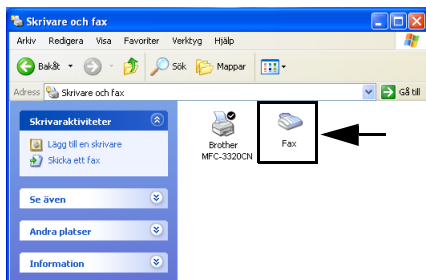 Skrivare och fax
Arkiv Redigera Visa Favoriter Verktyg Hjälp
Bakåt Sök Mappar
Adress Skrivare och fax Gå till
Skrivaraktiviteter
Lägg till en skrivare
Skicka ett fax
Se även
Andra platser
Information
Brother
MFC-3320CN
Fax